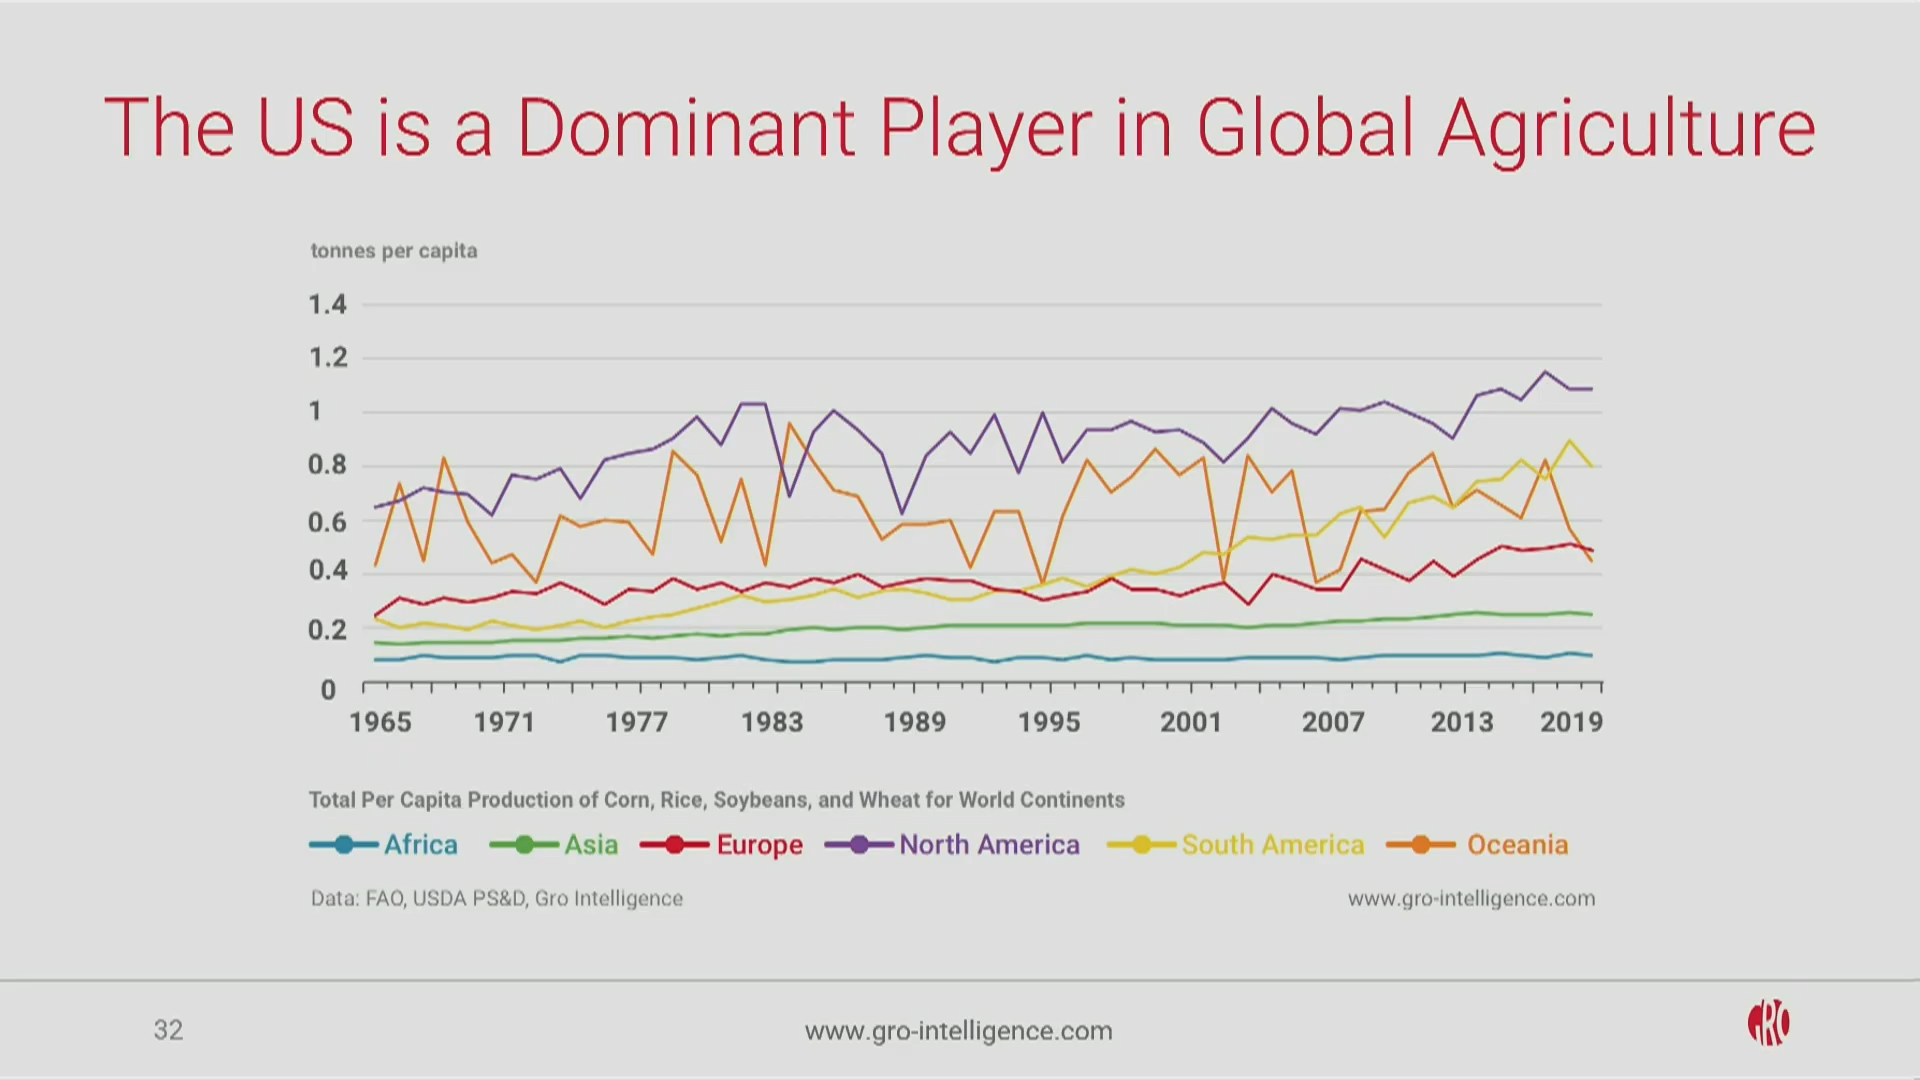 The US is a Dominant Player in Global Agriculture
tonnes per capita
1.4
1.2
1
0.8
0.6
0.4
0.2
0
1965 1971 1977 1983 1989 1995 2001 2007 2013 2019
Total Per Capita Production of Corn, Rice, Soybeans, and Wheat for World Continents
Africa Asia Europe North America South America Oceania
Data: FAO, USDA PS&D, Gro Intelligence www.gro-intelligence.com
32 www.gro-intelligence.com GRO